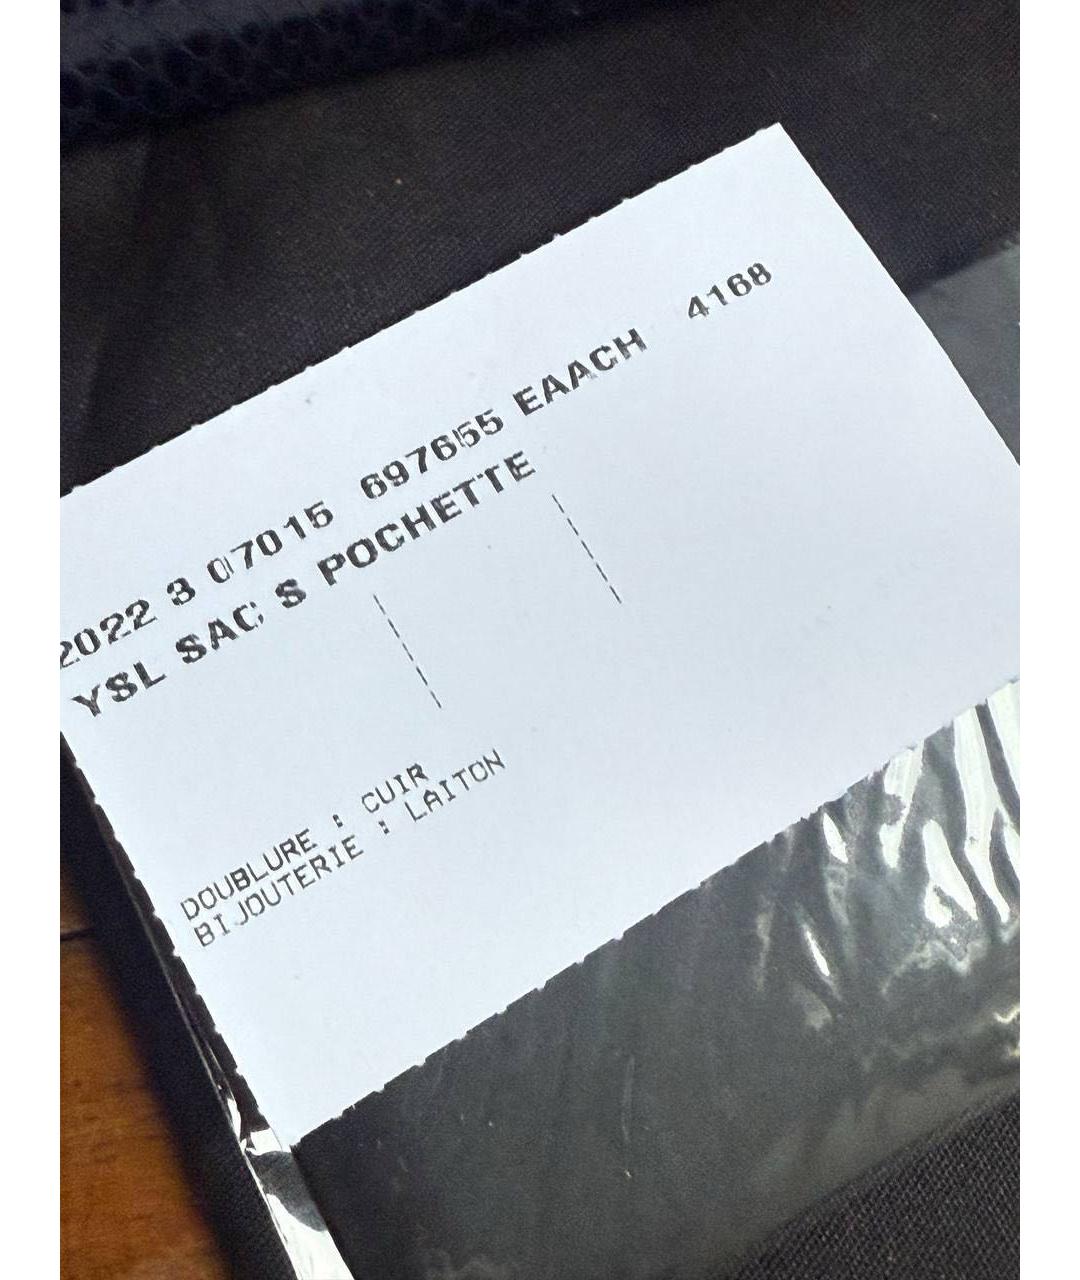 2022 3 07015 697655 EAACH 4168
YSL SAC S POCHETTE
DOUBLURE : CUIR
BIJOUTERIE : LAITON